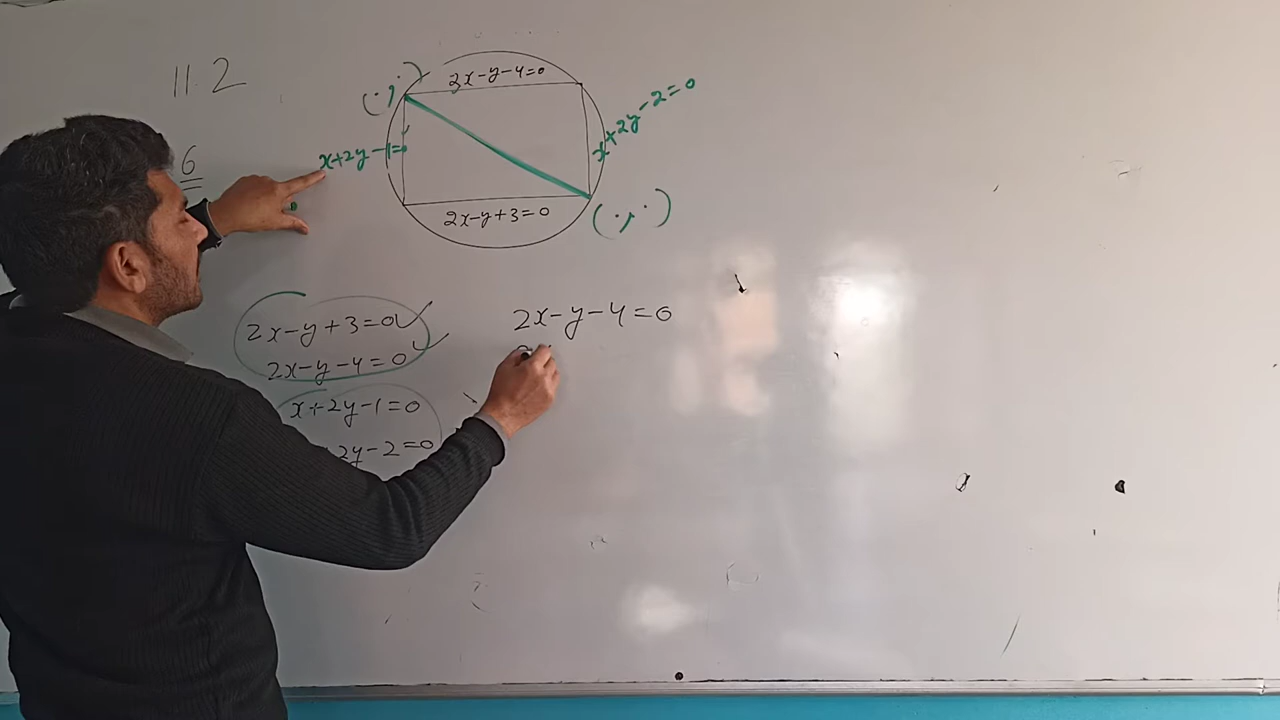 11.2
6
2x-y-4=0
(·,·)
x+2y-1=0
x+2y-2=0
2x-y+3=0
(·,·)
2x-y+3=0
2x-y-4=0
x+2y-1=0
2y-2=0
2x-y-4=0